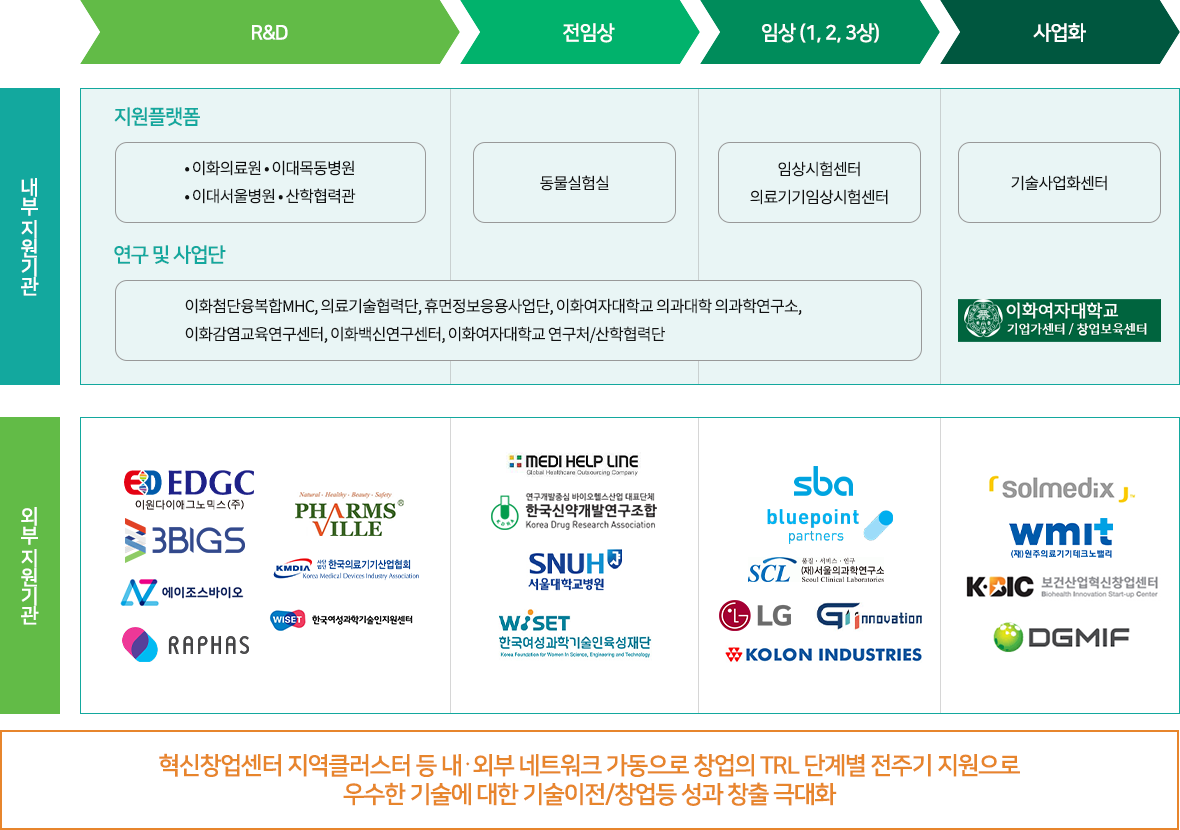 R&D
전임상
임상 (1, 2, 3상)
사업화
내부지원기관
지원플랫폼
• 이화의료원 • 이대목동병원
• 이대서울병원 • 산학협력관
동물실험실
임상시험센터
의료기기임상시험센터
기술사업화센터
연구 및 사업단
이화첨단융복합MHC, 의료기술협력단, 휴먼정보응용사업단, 이화여자대학교 의과대학 의과학연구소,
이화감염교육연구센터, 이화백신연구센터, 이화여자대학교 연구처/산학협력단
이화여자대학교
기업가센터 / 창업보육센터
외부지원기관
EDGC
이원다이아그노믹스(주)
3BIGS
AZ 에이조스바이오
RAPHAS
Natural · Healthy · Beauty · Safety
PHARMS®
VILLE
KMDIA 사단법인 한국의료기기산업협회
Korea Medical Devices Industry Association
WISET 한국여성과학기술인지원센터
MEDI HELP LINE
Global Healthcare Outsourcing Company
연구개발중심 바이오헬스산업 대표단체
한국신약개발연구조합
Korea Drug Research Association
KDRA
SNUH
서울대학교병원
WISET
한국여성과학기술인육성재단
Korea Foundation for Women In Science, Engineering and Technology
sba
bluepoint
partners
품질 · 서비스 · 연구
SCL (재)서울의과학연구소
Seoul Clinical Laboratories
LG
GTinnovation
KOLON INDUSTRIES
solmedix
wmit
(재)원주의료기기테크노밸리
K-BIC 보건산업혁신창업센터
Biohealth Innovation Start-up Center
DGMIF
혁신창업센터 지역클러스터 등 내·외부 네트워크 가동으로 창업의 TRL 단계별 전주기 지원으로
우수한 기술에 대한 기술이전/창업등 성과 창출 극대화